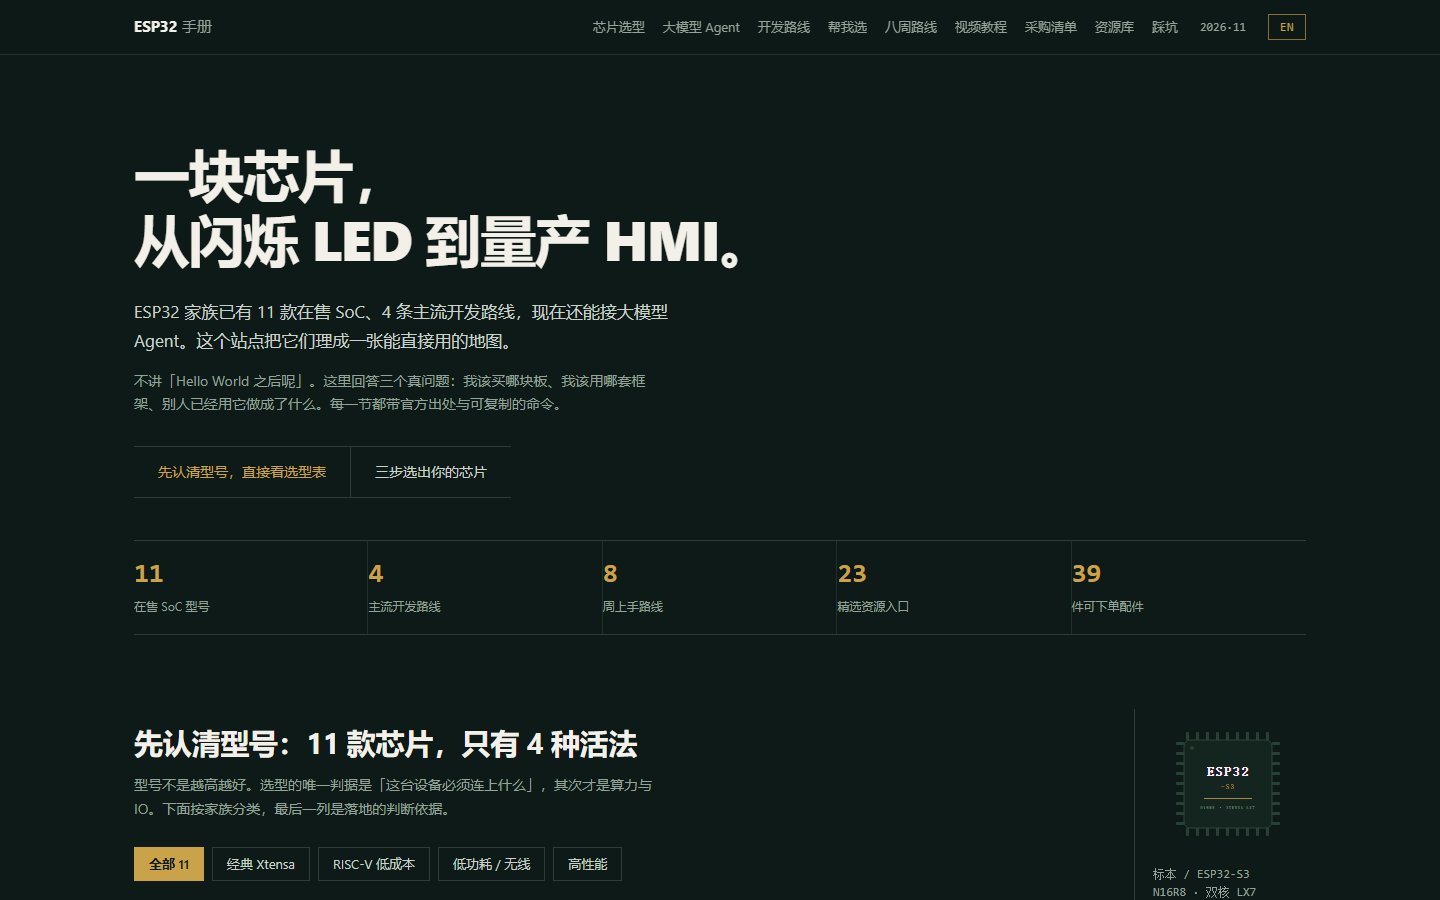 ESP32 手册
芯片选型 大模型 Agent 开发路线 帮我选 八周路线 视频教程 采购清单 资源库 踩坑 2026·11 EN
一块芯片，
从闪烁 LED 到量产 HMI。
ESP32 家族已有 11 款在售 SoC、4 条主流开发路线，现在还能接大模型
Agent。这个站点把它们理成一张能直接用的地图。
不讲「Hello World 之后呢」。这里回答三个真问题：我该买哪块板、我该用哪套框
架、别人已经用它做成了什么。每一节都带官方出处与可复制的命令。
先认清型号，直接看选型表 三步选出你的芯片
11 4 8 23 39
在售 SoC 型号 主流开发路线 周上手路线 精选资源入口 件可下单配件
先认清型号：11 款芯片，只有 4 种活法
型号不是越高越好。选型的唯一判据是「这台设备必须连上什么」，其次才是算力与
IO。下面按家族分类，最后一列是落地的判断依据。
全部 11 经典 Xtensa RISC-V 低成本 低功耗 / 无线 高性能
ESP32
-S3
N16R8 • XTENSA LX7
标本 / ESP32-S3
N16R8 · 双核 LX7